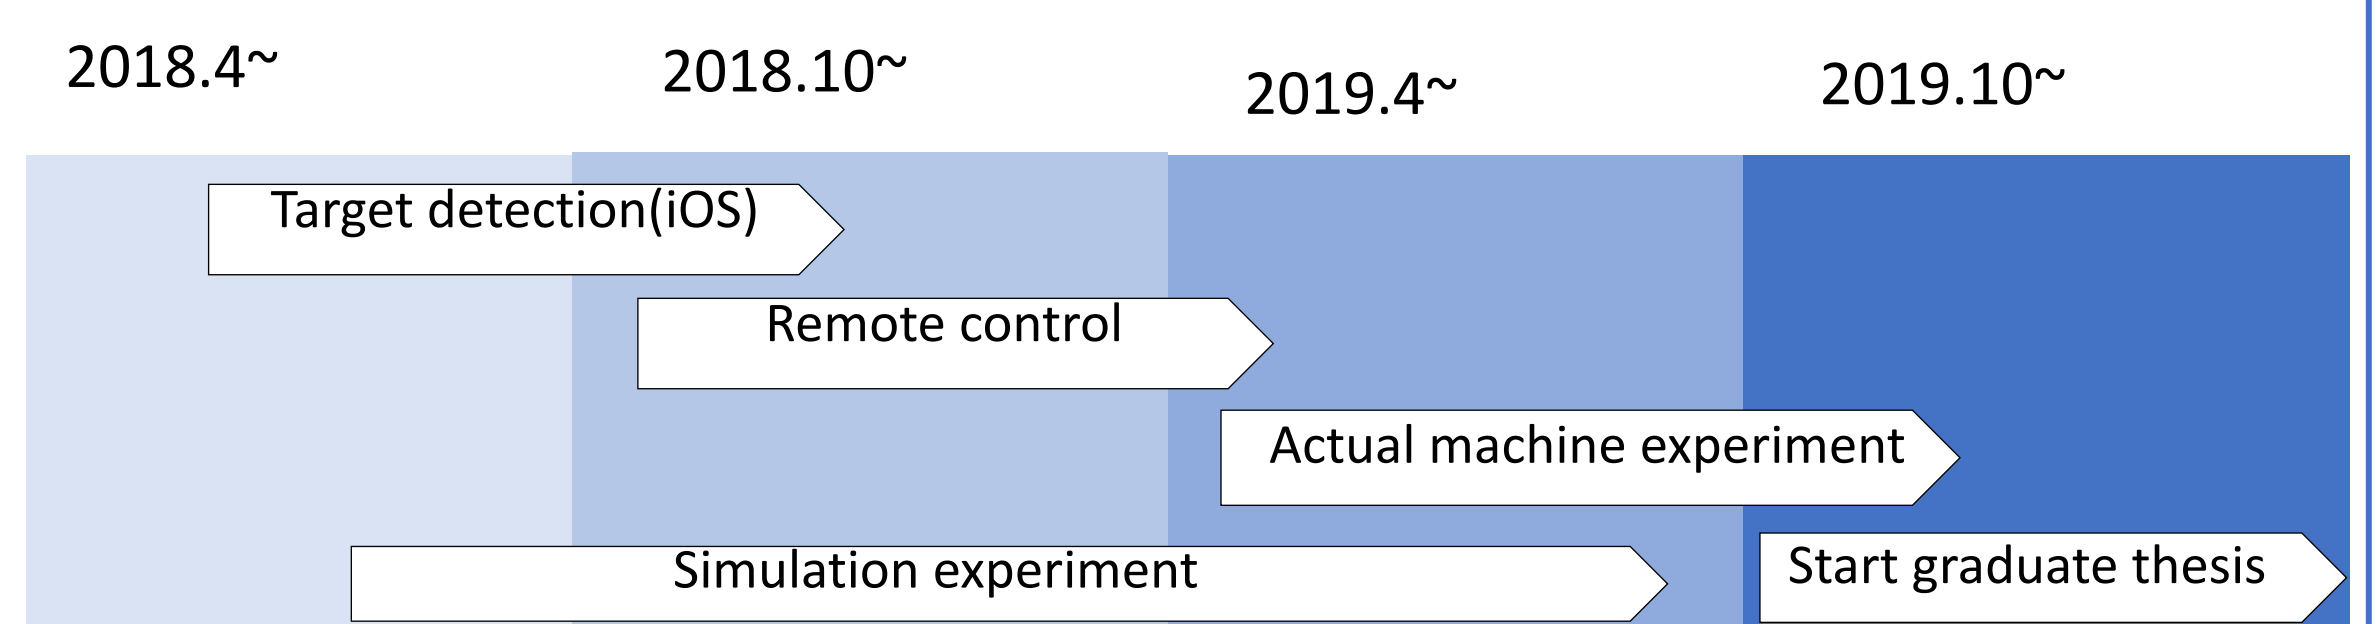 2018.4~
2018.10~
2019.4~
2019.10~
Target detection(iOS)
Remote control
Actual machine experiment
Simulation experiment
Start graduate thesis